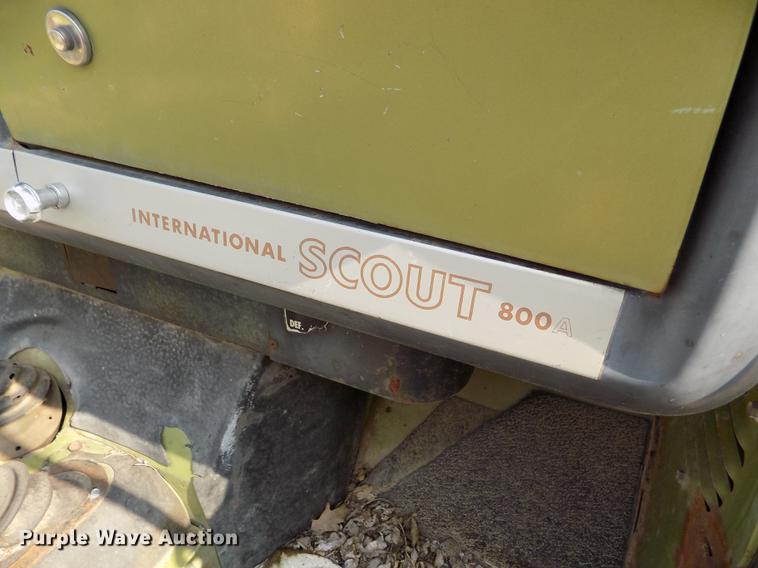 INTERNATIONAL SCOUT 800A
DEF.
Purple Wave Auction